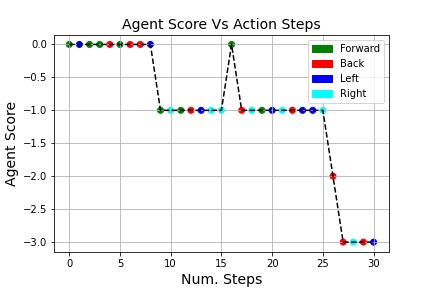 Agent Score Vs Action Steps
Agent Score
0.0
−0.5
−1.0
−1.5
−2.0
−2.5
−3.0
Forward
Back
Left
Right
0 5 10 15 20 25 30
Num. Steps